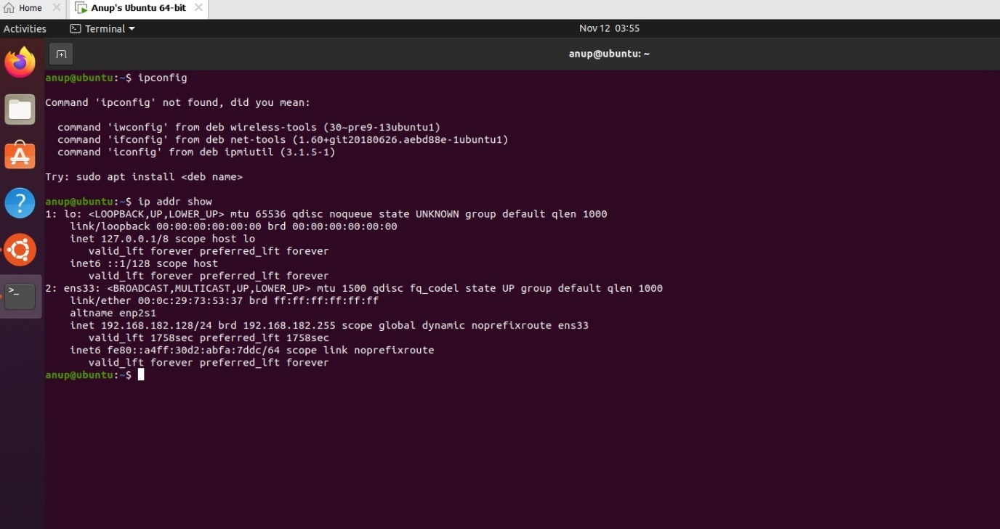 Home
Anup's Ubuntu 64-bit
Activities
Terminal
Nov 12 03:55
anup@ubuntu: ~
anup@ubuntu:~$ ipconfig
Command 'ipconfig' not found, did you mean:
command 'iwconfig' from deb wireless-tools (30~pre9-13ubuntu1)
command 'ifconfig' from deb net-tools (1.60+git20180626.aebd88e-1ubuntu1)
command 'iconfig' from deb ipmiutil (3.1.5-1)
Try: sudo apt install <deb name>
anup@ubuntu:~$ ip addr show
1: lo: <LOOPBACK,UP,LOWER_UP> mtu 65536 qdisc noqueue state UNKNOWN group default qlen 1000
link/loopback 00:00:00:00:00:00 brd 00:00:00:00:00:00
inet 127.0.0.1/8 scope host lo
valid_lft forever preferred_lft forever
inet6 ::1/128 scope host
valid_lft forever preferred_lft forever
2: ens33: <BROADCAST,MULTICAST,UP,LOWER_UP> mtu 1500 qdisc fq_codel state UP group default qlen 1000
link/ether 00:0c:29:73:53:37 brd ff:ff:ff:ff:ff:ff
altname enp2s1
inet 192.168.182.128/24 brd 192.168.182.255 scope global dynamic noprefixroute ens33
valid_lft 1758sec preferred_lft 1758sec
inet6 fe80::a4ff:30d2:abfa:7ddc/64 scope link noprefixroute
valid_lft forever preferred_lft forever
anup@ubuntu:~$